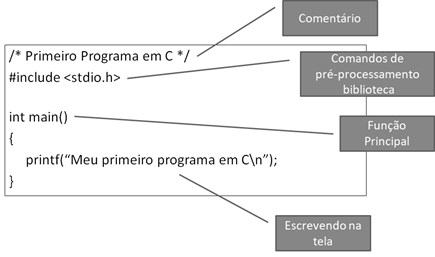 Comentário
/* Primeiro Programa em C */
#include <stdio.h>
Comandos de
pré-processamento
biblioteca
int main()
Função
Principal
{
printf(“Meu primeiro programa em C\n”);
}
Escrevendo na
tela